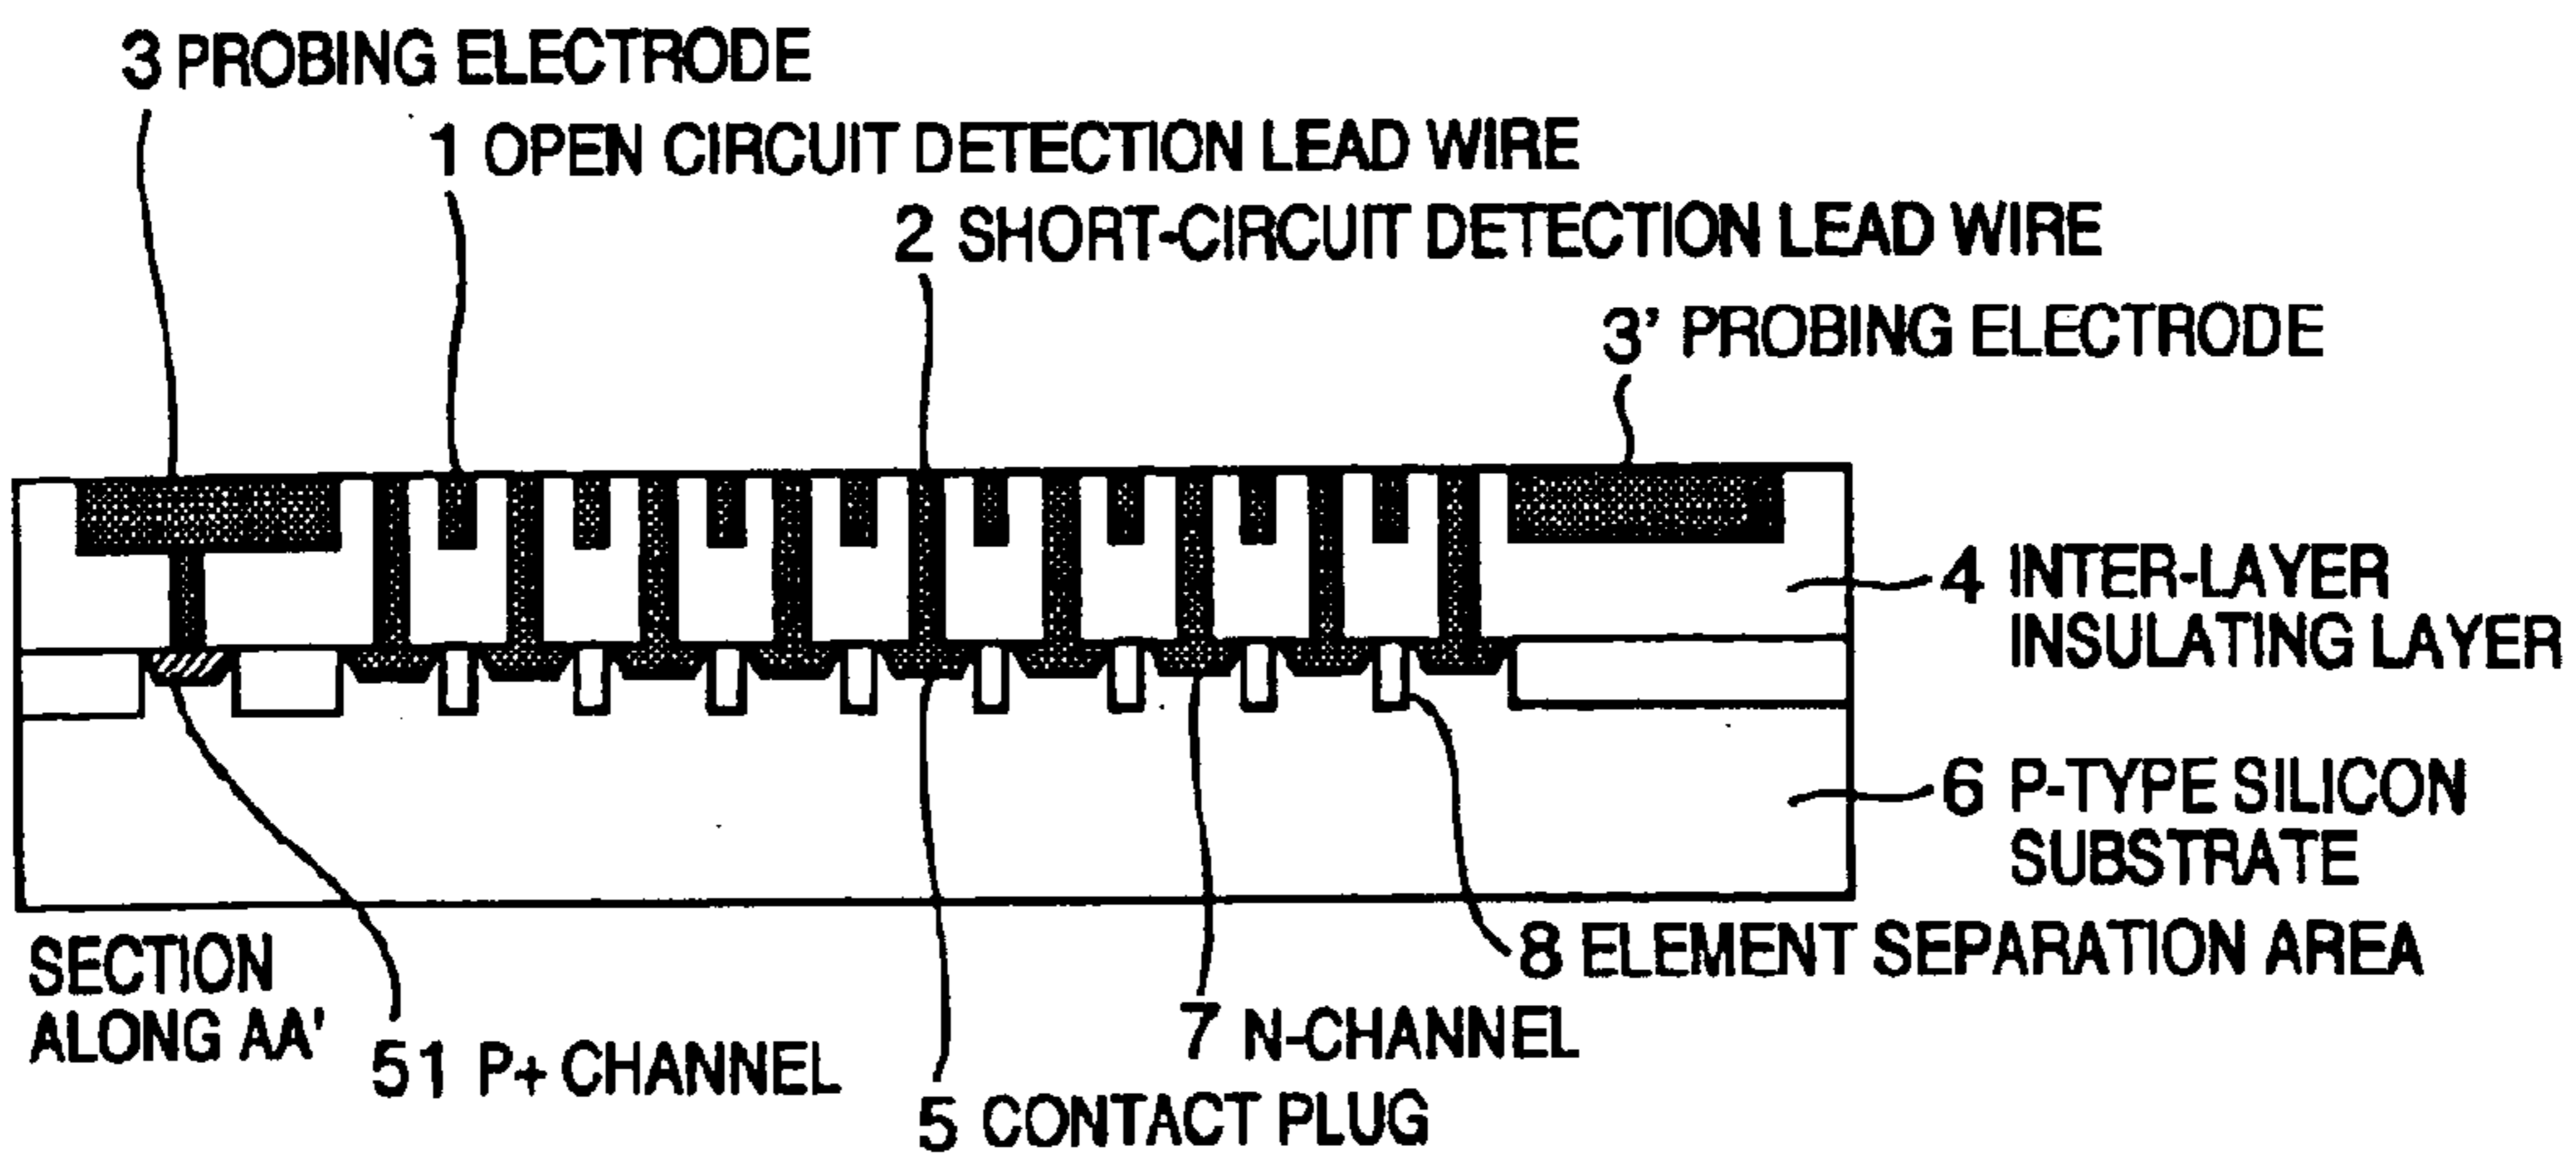 3 PROBING ELECTRODE
1 OPEN CIRCUIT DETECTION LEAD WIRE
2 SHORT-CIRCUIT DETECTION LEAD WIRE
3' PROBING ELECTRODE
4 INTER-LAYER
INSULATING LAYER
6 P-TYPE SILICON
SUBSTRATE
8 ELEMENT SEPARATION AREA
7 N-CHANNEL
5 CONTACT PLUG
51 P+ CHANNEL
SECTION
ALONG AA'